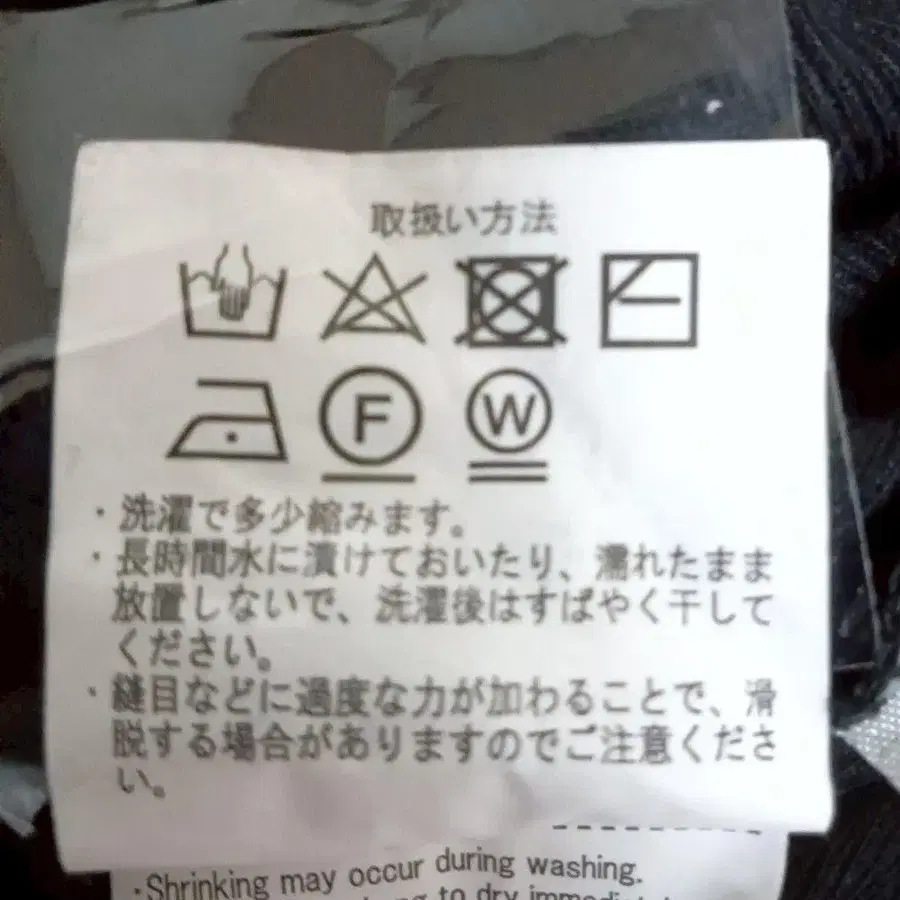 取扱い方法
F W
・洗濯で多少縮みます。
・長時間水に漬けておいたり、濡れたまま
放置しないで、洗濯後はすばやく干して
ください。
・縫目などに過度な力が加わることで、滑
脱する場合がありますのでご注意くださ
い。
・Shrinking may occur during washing.
to dry